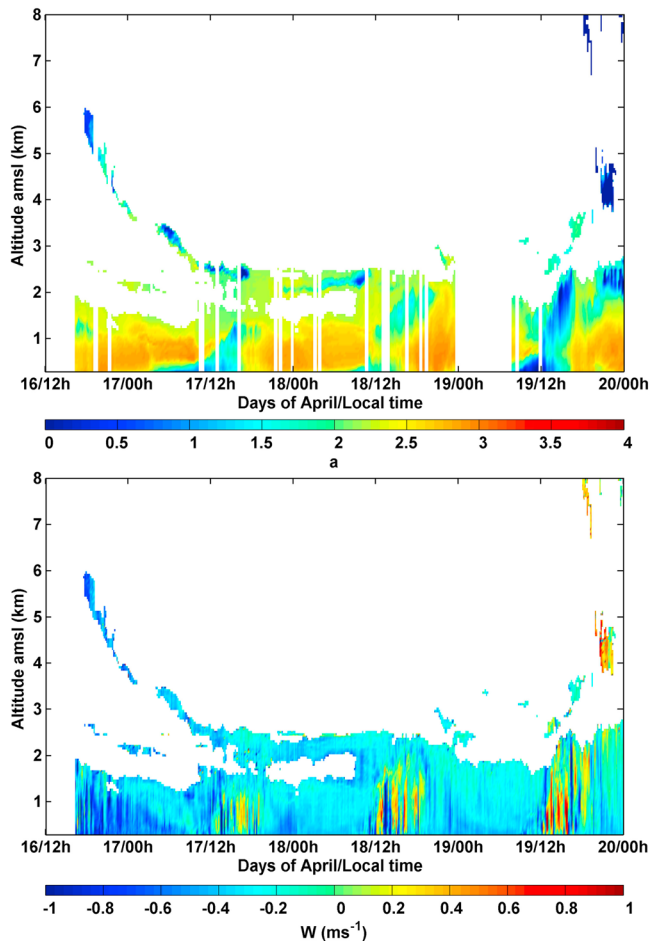 8
7
6
5
4
3
2
1
Altitude amsl (km)
16/12h 17/00h 17/12h 18/00h 18/12h 19/00h 19/12h 20/00h
Days of April/Local time
0 0.5 1 1.5 2 2.5 3 3.5 4
a
8
7
6
5
4
3
2
1
Altitude amsl (km)
16/12h 17/00h 17/12h 18/00h 18/12h 19/00h 19/12h 20/00h
Days of April/Local time
-1 -0.8 -0.6 -0.4 -0.2 0 0.2 0.4 0.6 0.8 1
W (ms⁻¹)